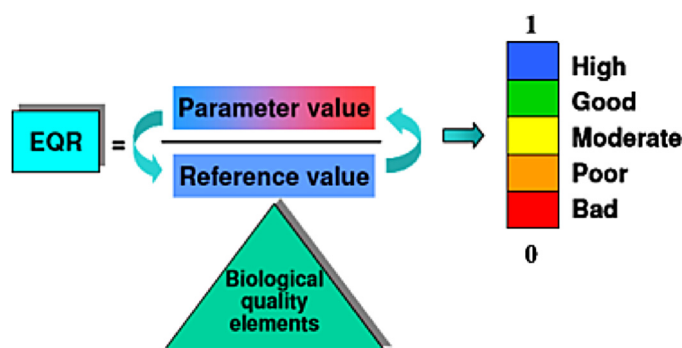 EQR
=
Parameter value
Reference value
Biological
quality
elements
1
High
Good
Moderate
Poor
Bad
0